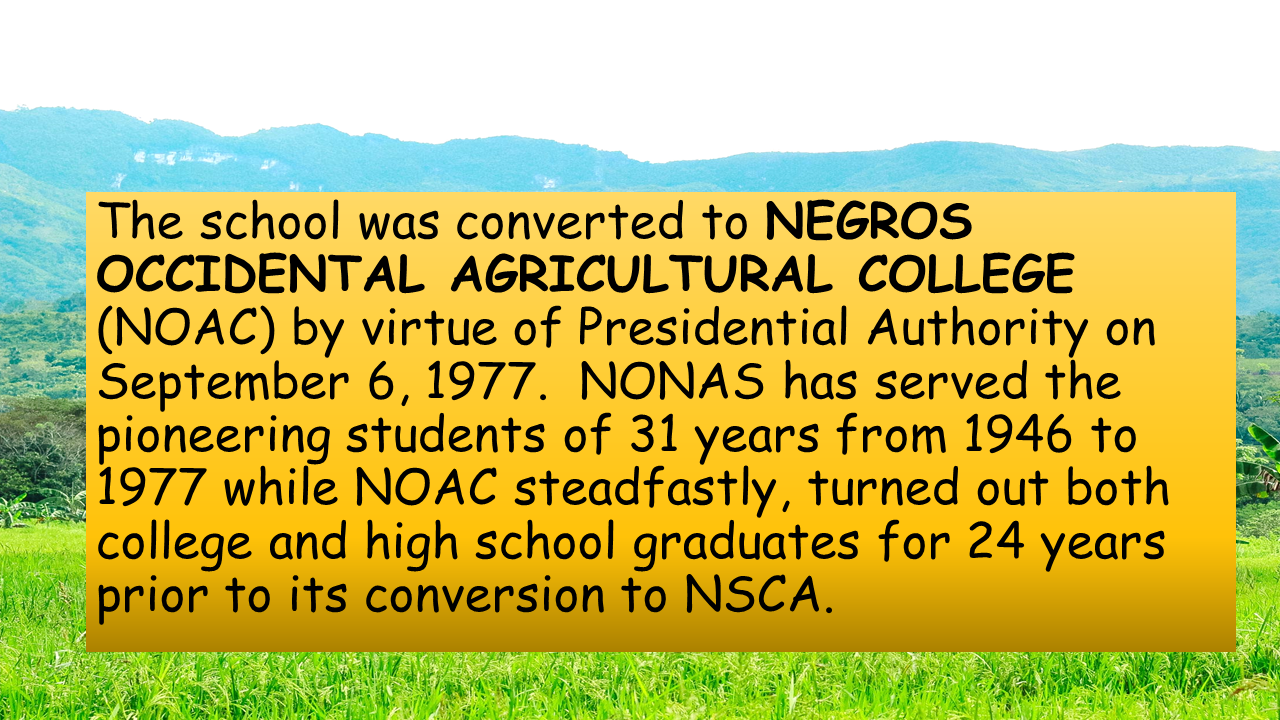 The school was converted to NEGROS
OCCIDENTAL AGRICULTURAL COLLEGE
(NOAC) by virtue of Presidential Authority on
September 6, 1977.  NONAS has served the
pioneering students of 31 years from 1946 to
1977 while NOAC steadfastly, turned out both
college and high school graduates for 24 years
prior to its conversion to NSCA.